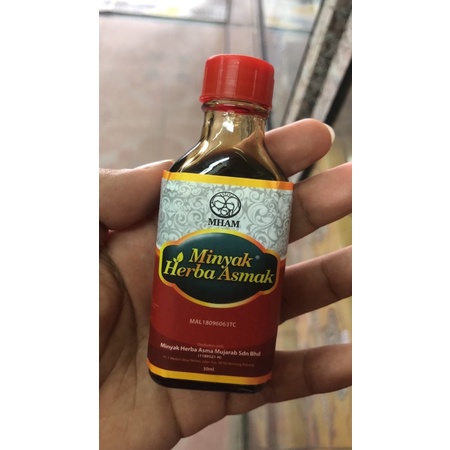 MHAM
Minyak
Herba Asmak
MAL18096063TC
Minyak Herba Asma Mujarab Sdn Bhd